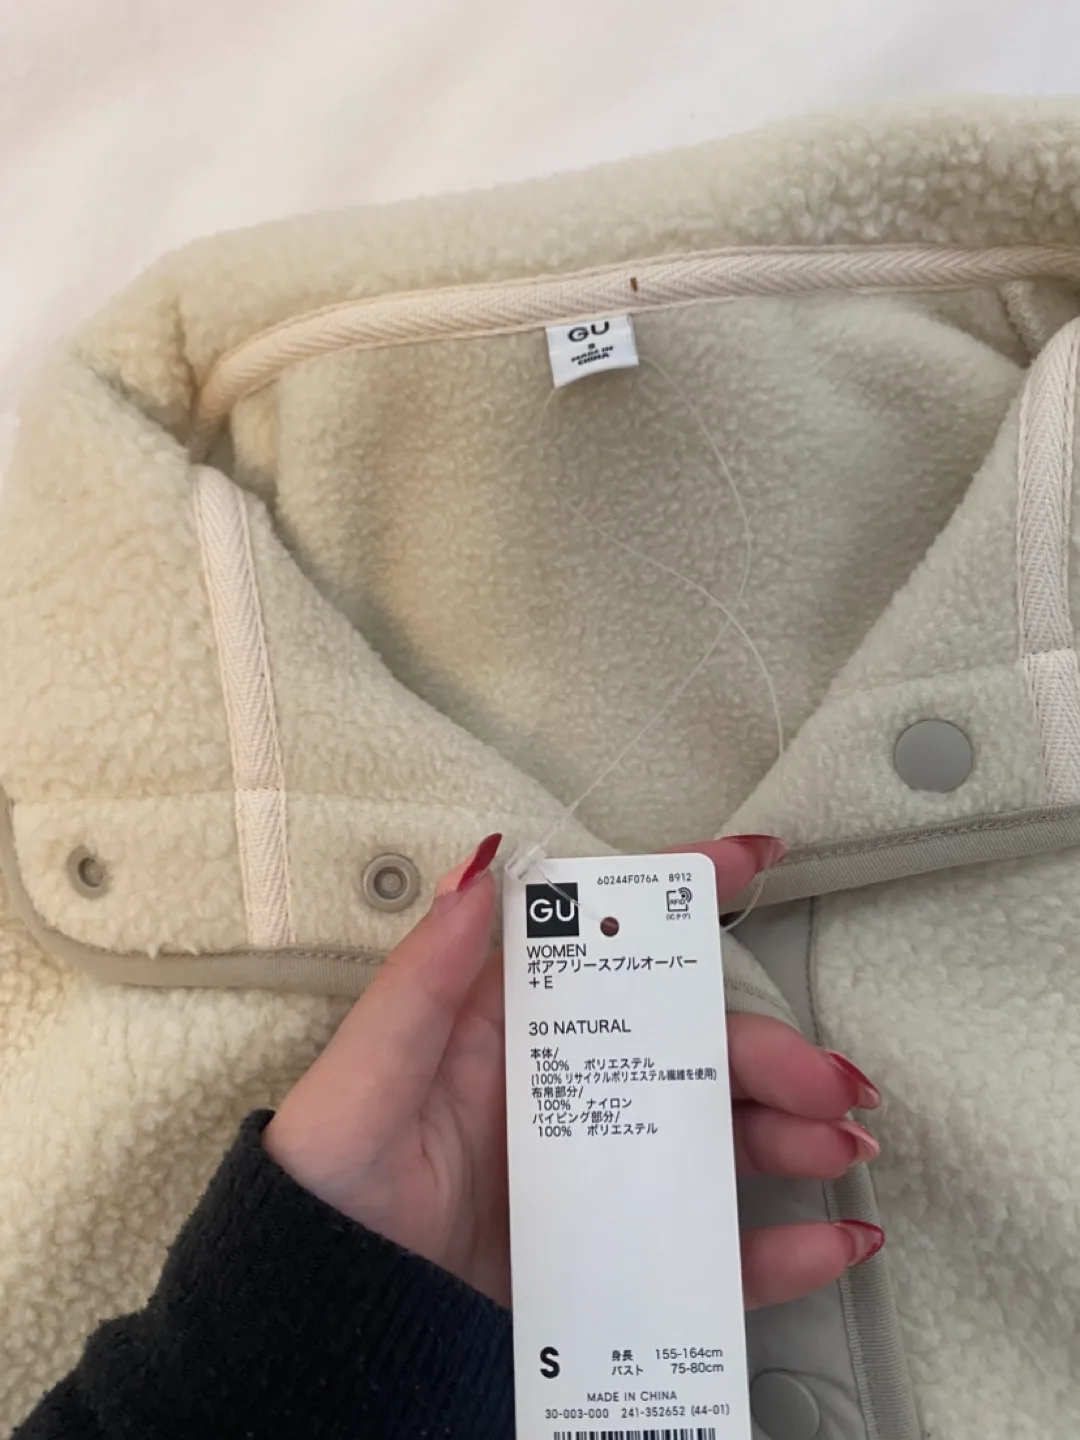 GU
S
MADE IN
CHINA
60244F076A 8912
GU
RFID
(ICタグ)
WOMEN
ボアフリースプルオーバー
+E
30 NATURAL
本体/
100% ポリエステル
(100% リサイクルポリエステル繊維を使用)
布帛部分/
100% ナイロン
パイピング部分/
100% ポリエステル
S
身長 155-164cm
バスト 75-80cm
MADE IN CHINA
30-003-000 241-352652 (44-01)